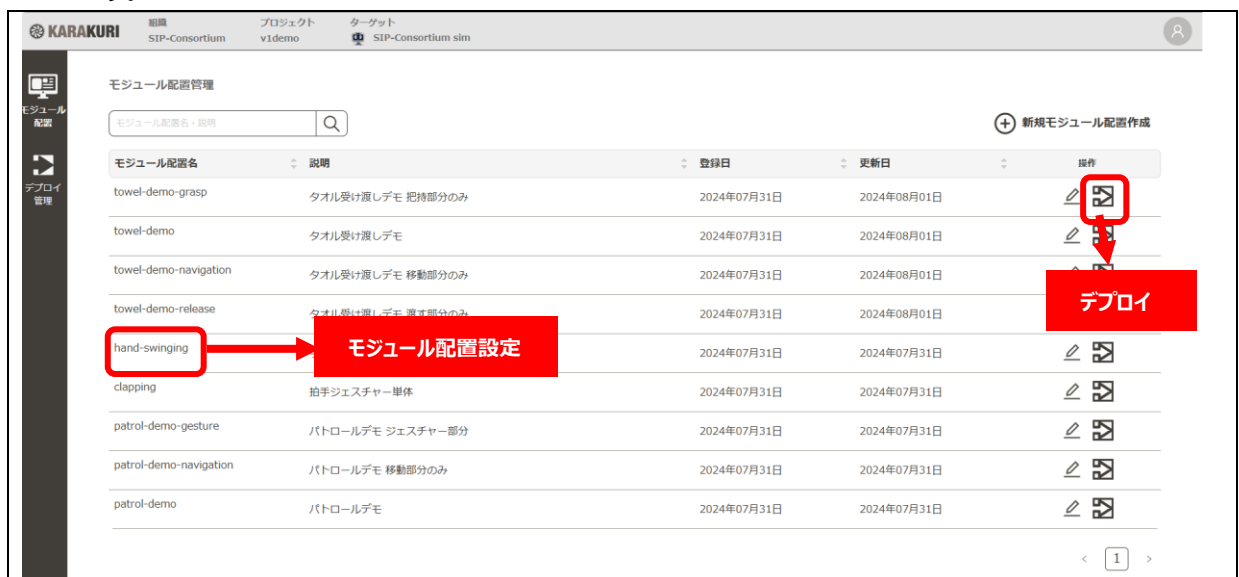 KARAKURI
組織
SIP-Consortium
プロジェクト
v1demo
ターゲット
SIP-Consortium sim
モジュール
配置
デプロイ
管理
モジュール配置管理
モジュール配置名・説明
新規モジュール配置作成
モジュール配置名 説明 登録日 更新日 操作
towel-demo-grasp タオル受け渡しデモ 把持部分のみ 2024年07月31日 2024年08月01日
towel-demo タオル受け渡しデモ 2024年07月31日 2024年08月01日
towel-demo-navigation タオル受け渡しデモ 移動部分のみ 2024年07月31日 2024年08月01日
デプロイ
towel-demo-release タオル受け渡しデモ 渡す部分のみ 2024年07月31日 2024年08月01日
hand-swinging モジュール配置設定 2024年07月31日 2024年07月31日
clapping 拍手ジェスチャー単体 2024年07月31日 2024年07月31日
patrol-demo-gesture パトロールデモ ジェスチャー部分 2024年07月31日 2024年07月31日
patrol-demo-navigation パトロールデモ 移動部分のみ 2024年07月31日 2024年07月31日
patrol-demo パトロールデモ 2024年07月31日 2024年07月31日
< 1 >